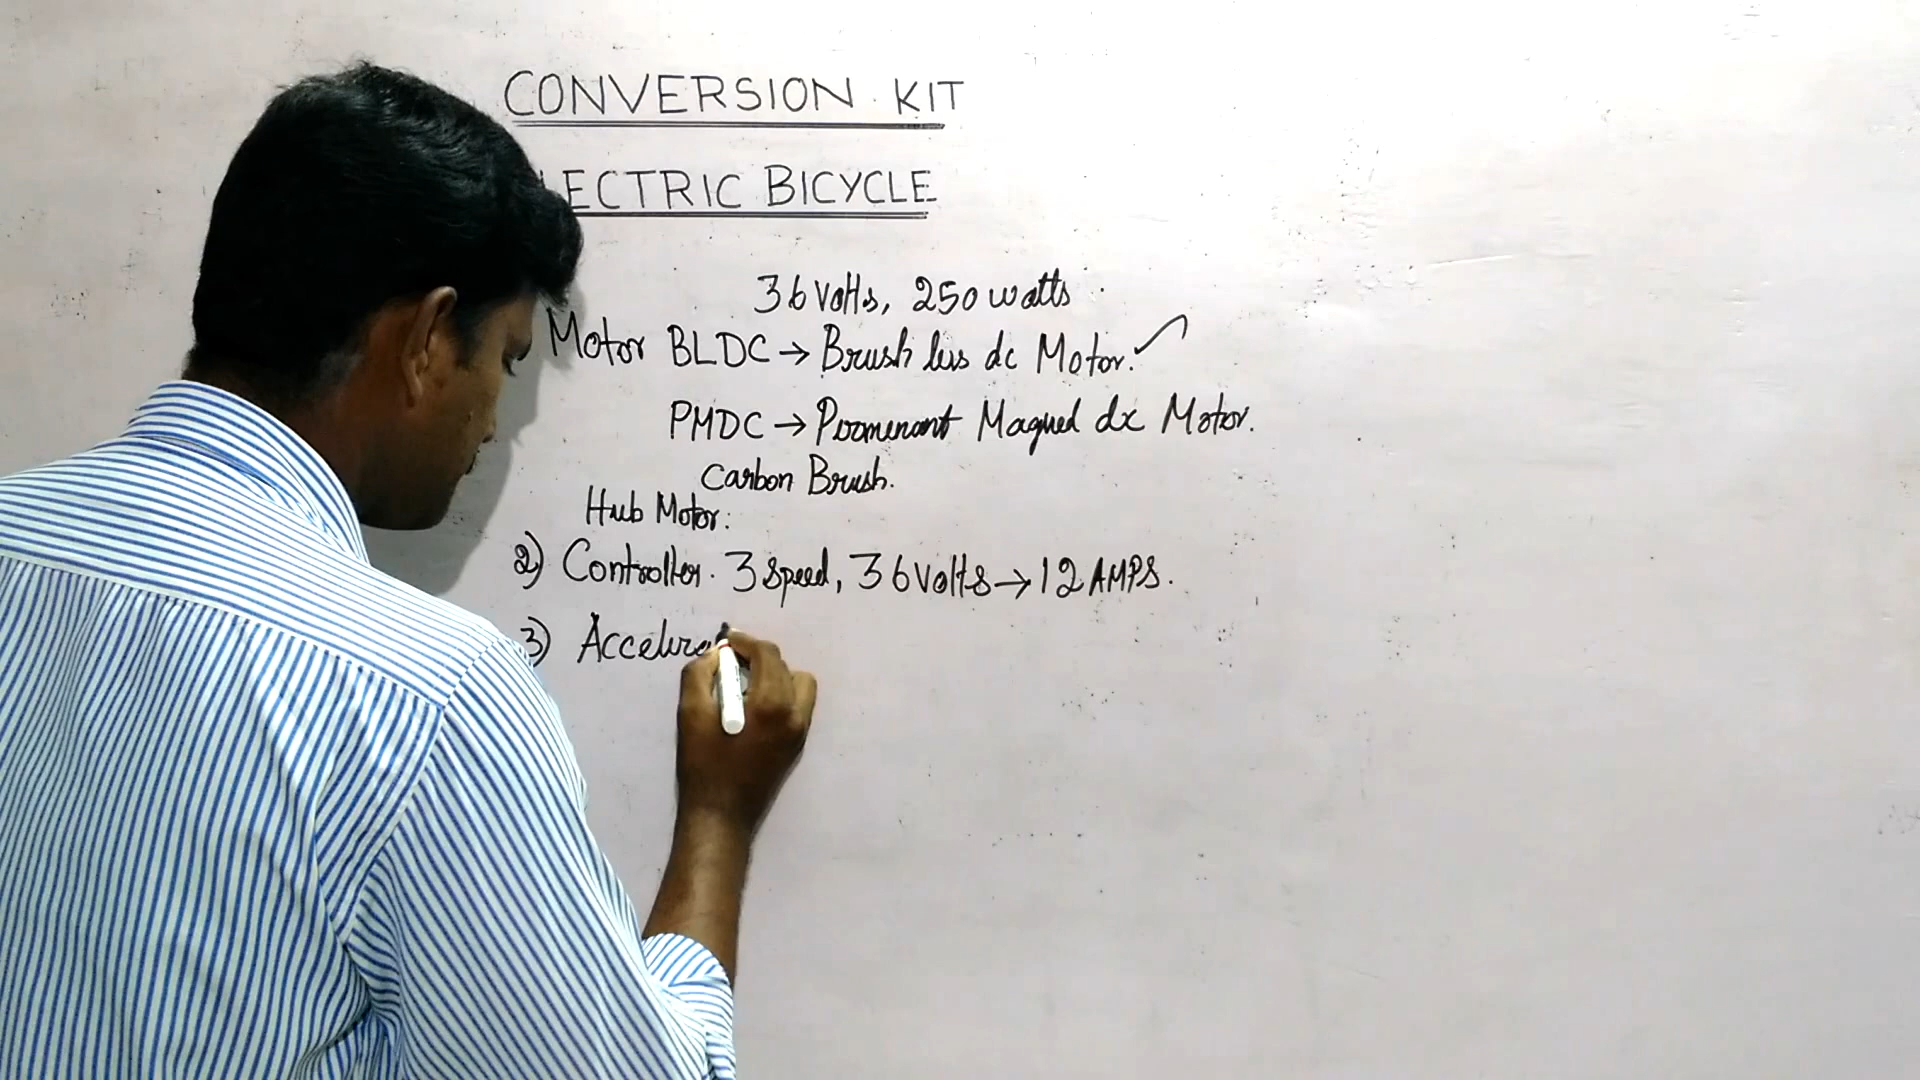 CONVERSION KIT
LECTRIC BICYCLE
36 Volts, 250 watts
Motor BLDC → Brush less dc Motor. ✓
PMDC → Magned dc Motor.
Carbon Brush.
Hub Motor.
2) Controller. 3 speed, 36 Volts → 12 AMPS.
3) Accelera